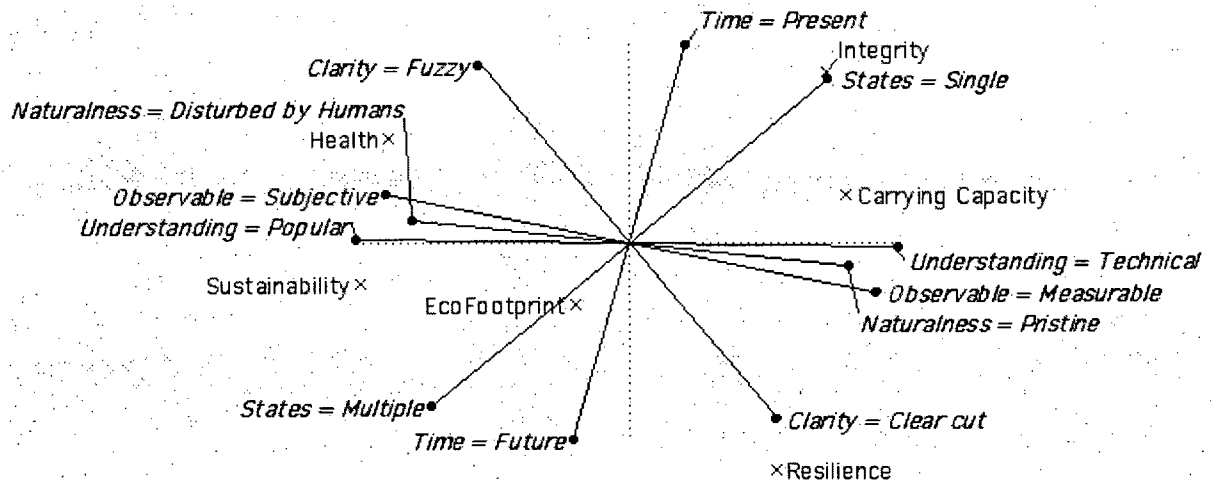 Time = Present
Integrity
Clarity = Fuzzy
States = Single
Naturalness = Disturbed by Humans
Health
Observable = Subjective
Carrying Capacity
Understanding = Popular
Understanding = Technical
Sustainability
EcoFootprint
Observable = Measurable
Naturalness = Pristine
States = Multiple
Clarity = Clear cut
Time = Future
Resilience